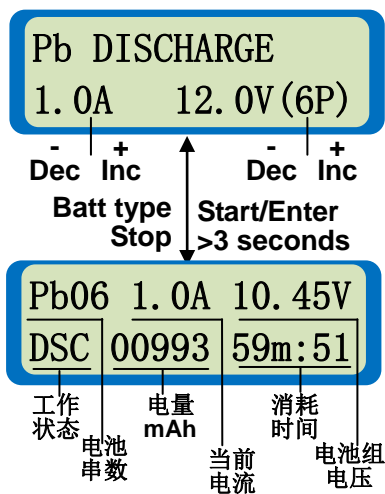 Pb DISCHARGE
1.0A 12.0V(6P)
- + - +
Dec Inc Dec Inc
Batt type Start/Enter
Stop >3 seconds
Pb06 1.0A 10.45V
DSC 00993 59m:51
工作 电量 消耗
状态 mAh 时间
电池 当前 电池组
串数 电流 电压